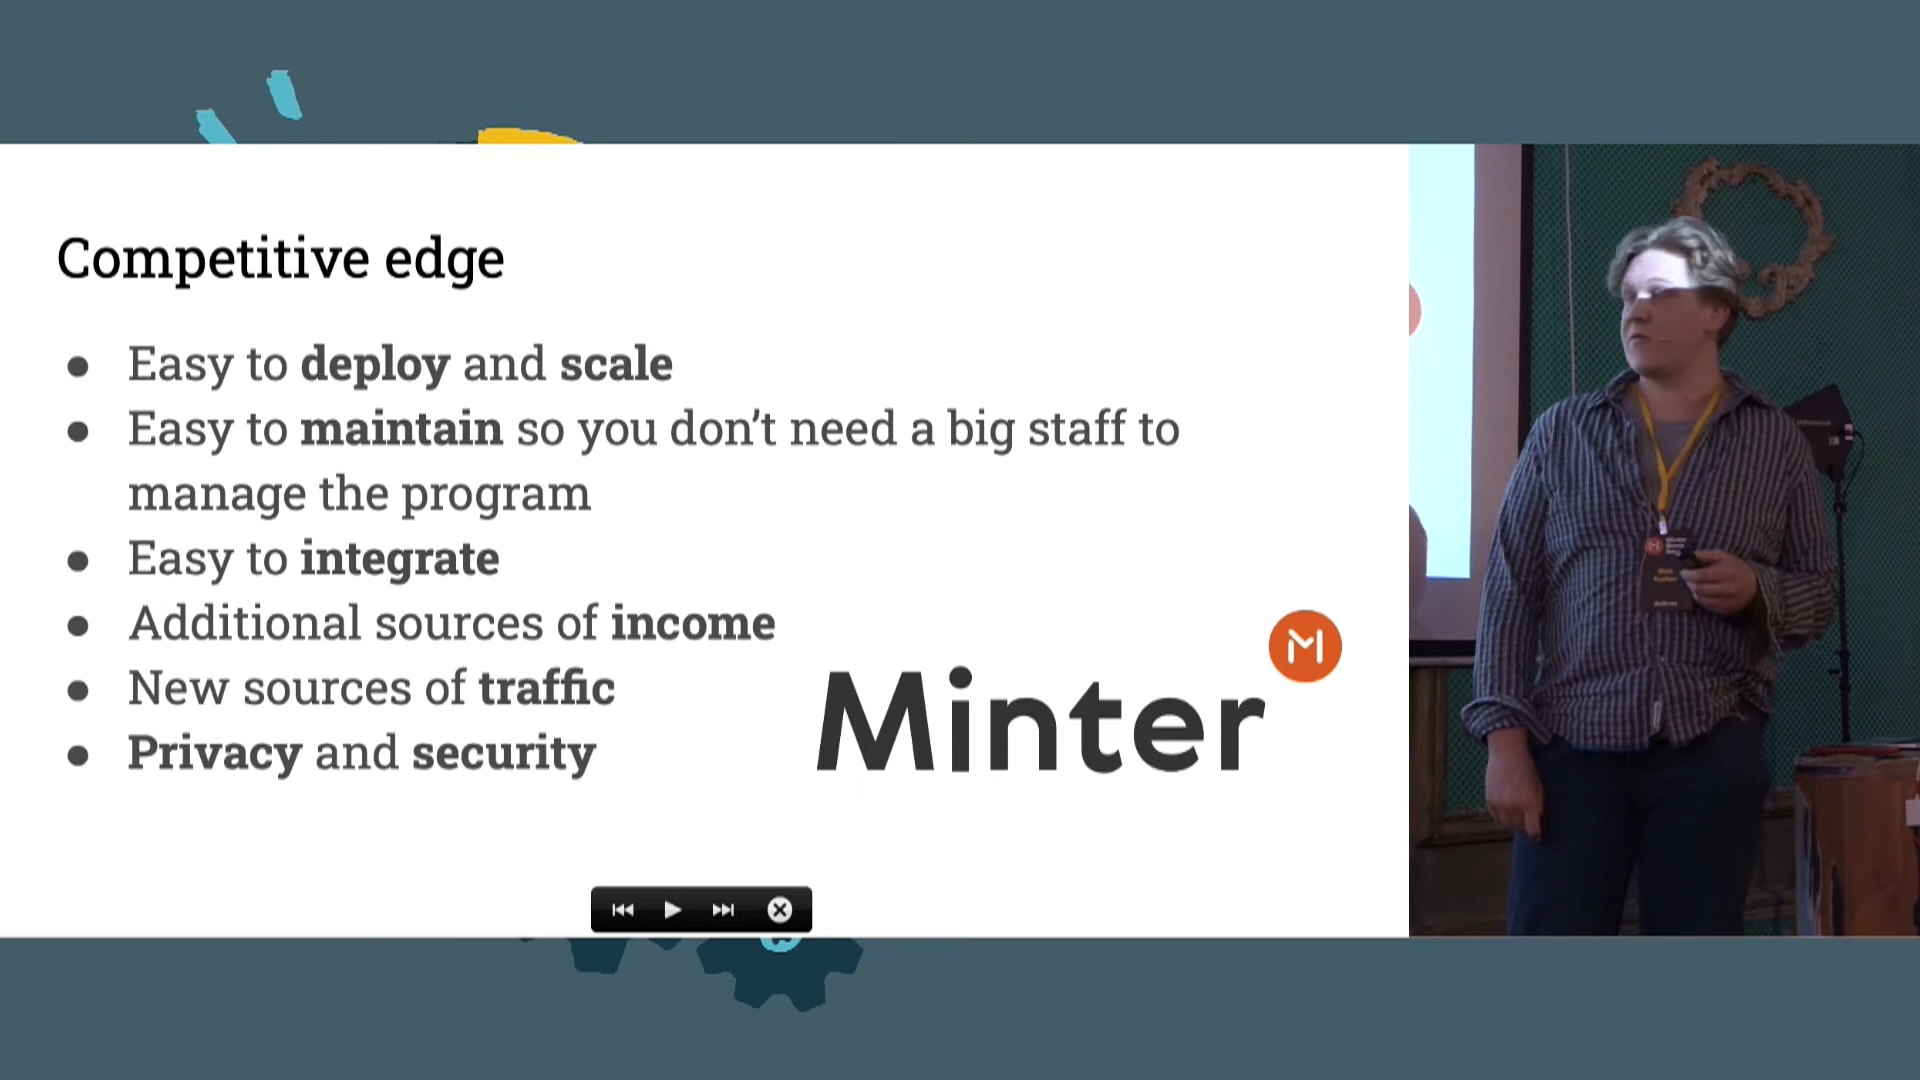 Competitive edge
● Easy to deploy and scale
● Easy to maintain so you don't need a big staff to
manage the program
● Easy to integrate
● Additional sources of income
● New sources of traffic
● Privacy and security
Minter
M